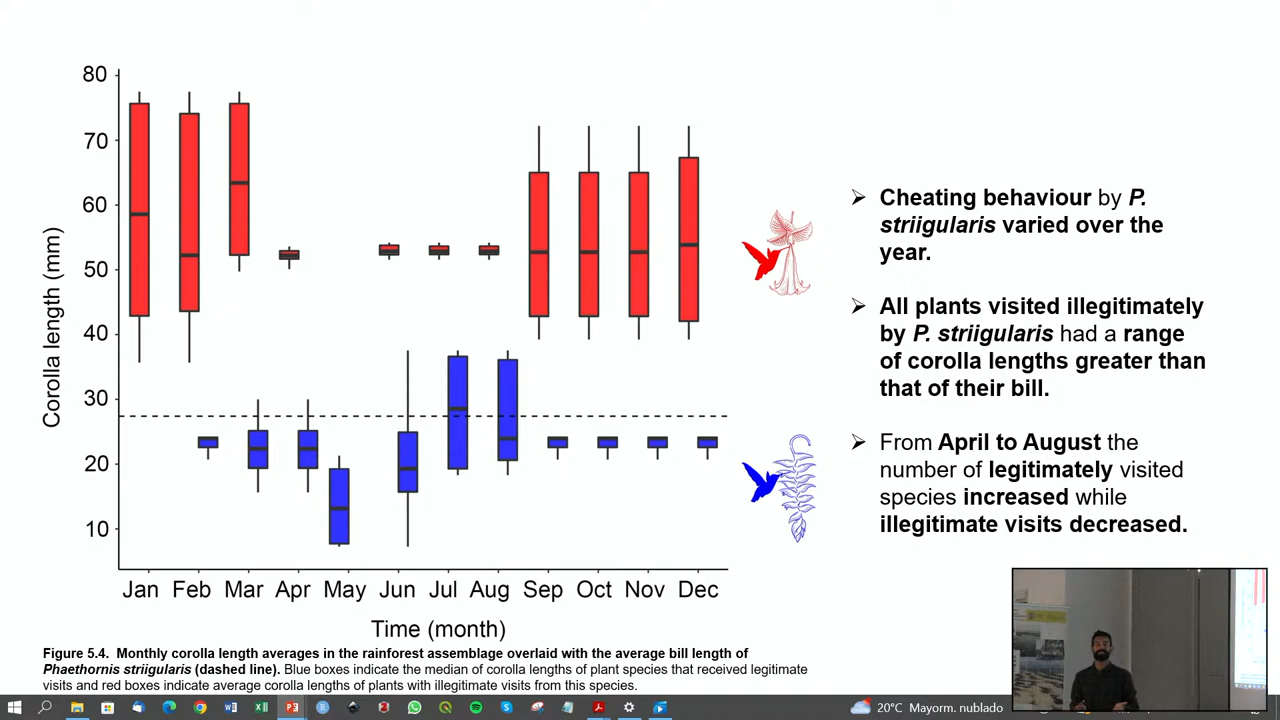 80
70
60
50
40
30
20
10
Corolla length (mm)
Jan Feb Mar Apr May Jun Jul Aug Sep Oct Nov Dec
Time (month)
Figure 5.4. Monthly corolla length averages in the rainforest assemblage overlaid with the average bill length of
Phaethornis striigularis (dashed line). Blue boxes indicate the median of corolla lengths of plant species that received legitimate
visits and red boxes indicate average corolla lengths of plants with illegitimate visits from this species.
➢ Cheating behaviour by P.
striigularis varied over the
year.
➢ All plants visited illegitimately
by P. striigularis had a range
of corolla lengths greater than
that of their bill.
➢ From April to August the
number of legitimately visited
species increased while
illegitimate visits decreased.
20°C Mayorm. nublado